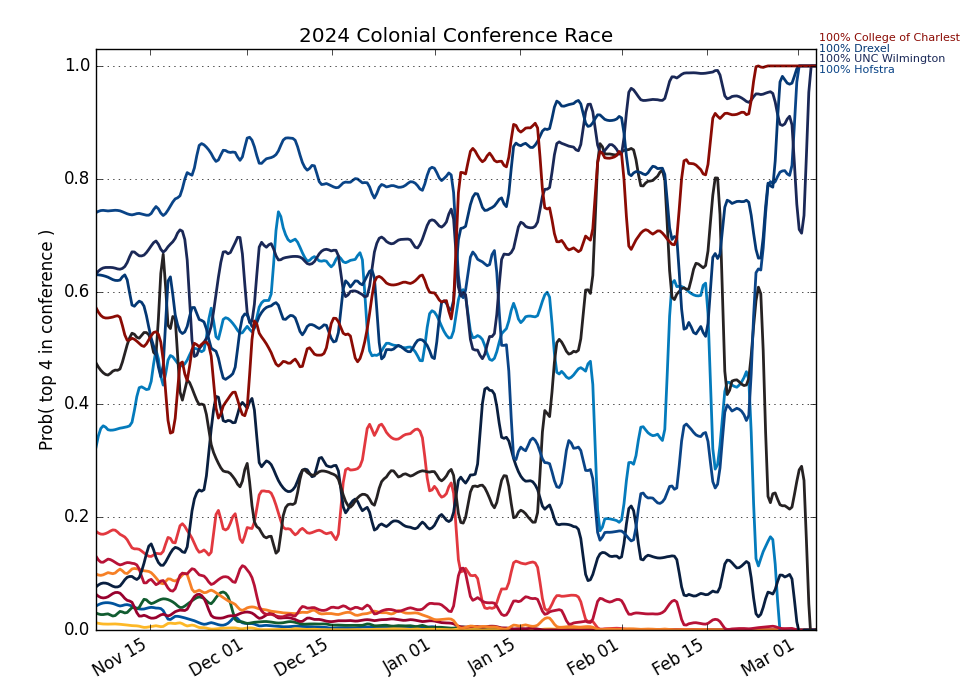 2024 Colonial Conference Race
100% College of Charlest
100% Drexel
100% UNC Wilmington
100% Hofstra
Prob( top 4 in conference )
1.0
0.8
0.6
0.4
0.2
0.0
Nov 15
Dec 01
Dec 15
Jan 01
Jan 15
Feb 01
Feb 15
Mar 01